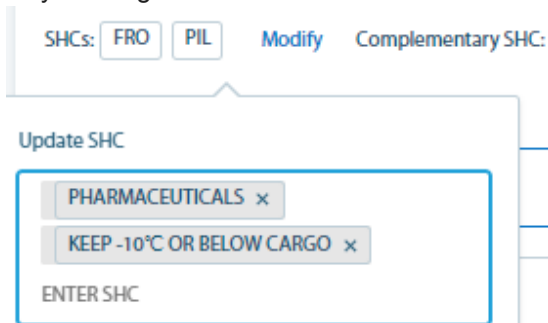 SHCs: FRO PIL Modify Complementary SHC:
Update SHC
PHARMACEUTICALS ×
KEEP -10°C OR BELOW CARGO ×
ENTER SHC